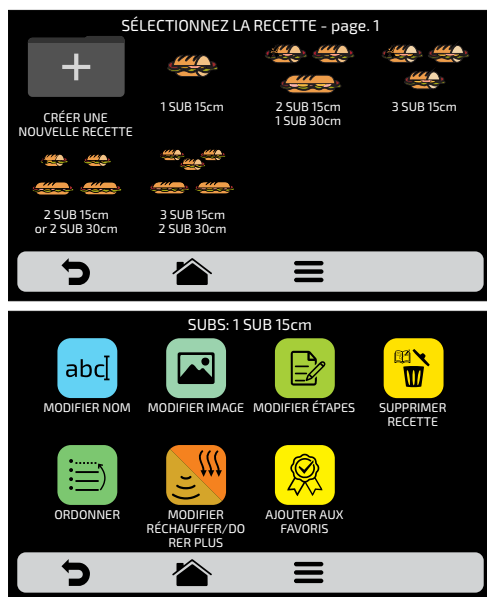 SÉLECTIONNEZ LA RECETTE - page. 1
CRÉER UNE
NOUVELLE RECETTE
1 SUB 15cm
2 SUB 15cm
1 SUB 30cm
3 SUB 15cm
2 SUB 15cm
or 2 SUB 30cm
3 SUB 15cm
2 SUB 30cm
SUBS: 1 SUB 15cm
abc
MODIFIER NOM
MODIFIER IMAGE
MODIFIER ÉTAPES
SUPPRIMER
RECETTE
ORDONNER
MODIFIER
RÉCHAUFFER/DO
RER PLUS
AJOUTER AUX
FAVORIS